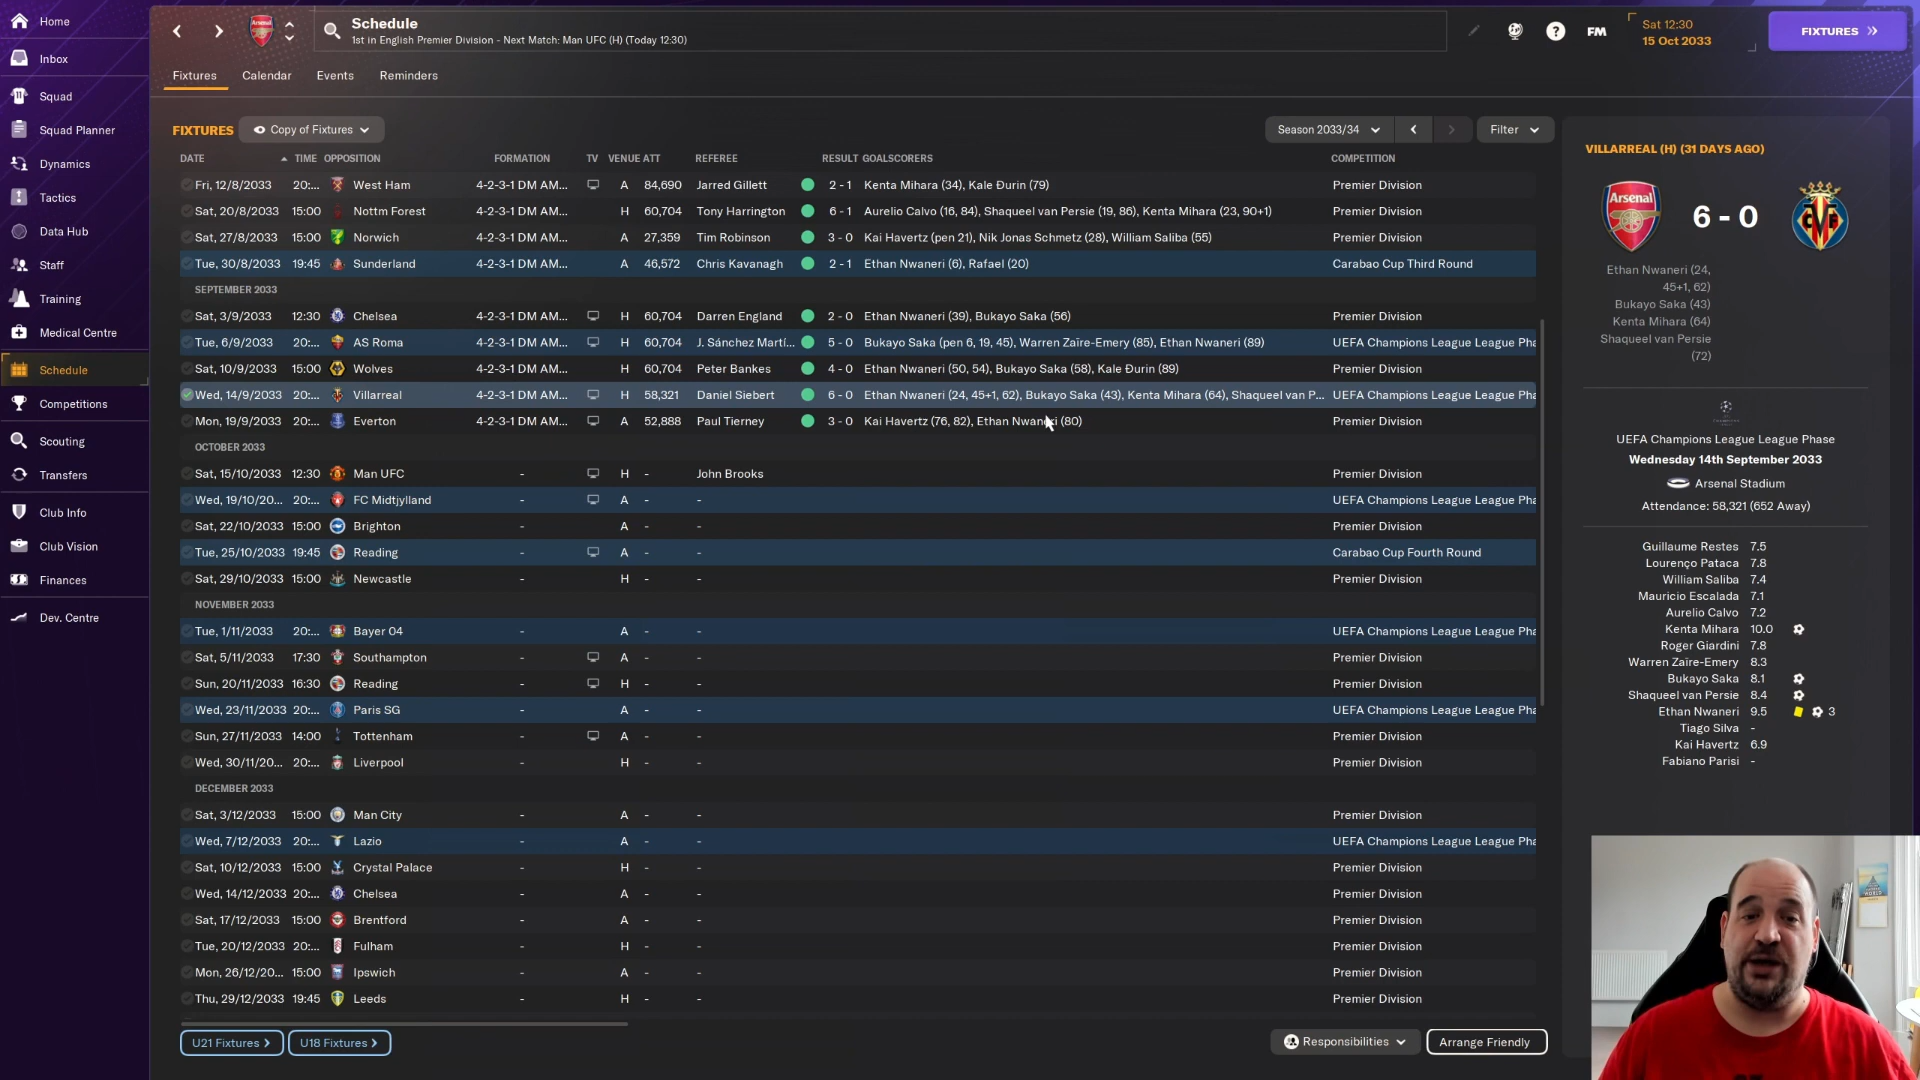 Home
Inbox
Squad
Squad Planner
Dynamics
Tactics
Data Hub
Staff
Training
Medical Centre
Schedule
Competitions
Scouting
Transfers
Club Info
Club Vision
Finances
Dev. Centre
Schedule
1st in English Premier Division - Next Match: Man UFC (H) (Today 12:30)
FM
Sat 12:30
15 Oct 2033
FIXTURES
Fixtures Calendar Events Reminders
FIXTURES Copy of Fixtures Season 2033/34 Filter
DATE TIME OPPOSITION FORMATION TV VENUE ATT REFEREE RESULT GOALSCORERS COMPETITION
Fri, 12/8/2033 20:... West Ham 4-2-3-1 DM AM... A 84,690 Jarred Gillett 2 - 1 Kenta Mihara (34), Kale Đurin (79) Premier Division
Sat, 20/8/2033 15:00 Nottm Forest 4-2-3-1 DM AM... H 60,704 Tony Harrington 6 - 1 Aurelio Calvo (16, 84), Shaqueel van Persie (19, 86), Kenta Mihara (23, 90+1) Premier Division
Sat, 27/8/2033 15:00 Norwich 4-2-3-1 DM AM... A 27,359 Tim Robinson 3 - 0 Kai Havertz (pen 21), Nik Jonas Schmetz (28), William Saliba (55) Premier Division
Tue, 30/8/2033 19:45 Sunderland 4-2-3-1 DM AM... A 46,572 Chris Kavanagh 2 - 1 Ethan Nwaneri (6), Rafael (20) Carabao Cup Third Round
SEPTEMBER 2033
Sat, 3/9/2033 12:30 Chelsea 4-2-3-1 DM AM... H 60,704 Darren England 2 - 0 Ethan Nwaneri (39), Bukayo Saka (56) Premier Division
Tue, 6/9/2033 20:... AS Roma 4-2-3-1 DM AM... H 60,704 J. Sánchez Martí... 5 - 0 Bukayo Saka (pen 6, 19, 45), Warren Zaïre-Emery (85), Ethan Nwaneri (89) UEFA Champions League League Pha
Sat, 10/9/2033 15:00 Wolves 4-2-3-1 DM AM... H 60,704 Peter Bankes 4 - 0 Ethan Nwaneri (50, 54), Bukayo Saka (58), Kale Đurin (89) Premier Division
Wed, 14/9/2033 20:... Villarreal 4-2-3-1 DM AM... H 58,321 Daniel Siebert 6 - 0 Ethan Nwaneri (24, 45+1, 62), Bukayo Saka (43), Kenta Mihara (64), Shaqueel van P... UEFA Champions League League Pha
Mon, 19/9/2033 20:... Everton 4-2-3-1 DM AM... A 52,888 Paul Tierney 3 - 0 Kai Havertz (76, 82), Ethan Nwaneri (80) Premier Division
OCTOBER 2033
Sat, 15/10/2033 12:30 Man UFC - H - John Brooks Premier Division
Wed, 19/10/20... 20:... FC Midtjylland - A - - UEFA Champions League League Pha
Sat, 22/10/2033 15:00 Brighton - A - - Premier Division
Tue, 25/10/2033 19:45 Reading - A - - Carabao Cup Fourth Round
Sat, 29/10/2033 15:00 Newcastle - H - - Premier Division
NOVEMBER 2033
Tue, 1/11/2033 20:... Bayer 04 - A - - UEFA Champions League League Pha
Sat, 5/11/2033 17:30 Southampton - A - - Premier Division
Sun, 20/11/2033 16:30 Reading - H - - Premier Division
Wed, 23/11/2033 20:... Paris SG - A - - UEFA Champions League League Pha
Sun, 27/11/2033 14:00 Tottenham - A - - Premier Division
Wed, 30/11/20... 20:... Liverpool - H - - Premier Division
DECEMBER 2033
Sat, 3/12/2033 15:00 Man City - A - - Premier Division
Wed, 7/12/2033 20:... Lazio - A - - UEFA Champions League League Pha
Sat, 10/12/2033 15:00 Crystal Palace - H - - Premier Division
Wed, 14/12/2033 20:... Chelsea - A - - Premier Division
Sat, 17/12/2033 15:00 Brentford - A - - Premier Division
Tue, 20/12/2033 20:... Fulham - H - - Premier Division
Mon, 26/12/20... 15:00 Ipswich - A - - Premier Division
Thu, 29/12/2033 19:45 Leeds - H - - Premier Division
U21 Fixtures U18 Fixtures Responsibilities Arrange Friendly
VILLARREAL (H) (31 DAYS AGO)
Arsenal
6 - 0
Ethan Nwaneri (24,
45+1, 62)
Bukayo Saka (43)
Kenta Mihara (64)
Shaqueel van Persie
(72)
UEFA Champions League League Phase
Wednesday 14th September 2033
Arsenal Stadium
Attendance: 58,321 (652 Away)
Guillaume Restes 7.5
Lourenço Pataca 7.8
William Saliba 7.4
Mauricio Escalada 7.1
Aurelio Calvo 7.2
Kenta Mihara 10.0
Roger Giardini 7.8
Warren Zaïre-Emery 8.3
Bukayo Saka 8.1
Shaqueel van Persie 8.4
Ethan Nwaneri 9.5 3
Tiago Silva -
Kai Havertz 6.9
Fabiano Parisi -